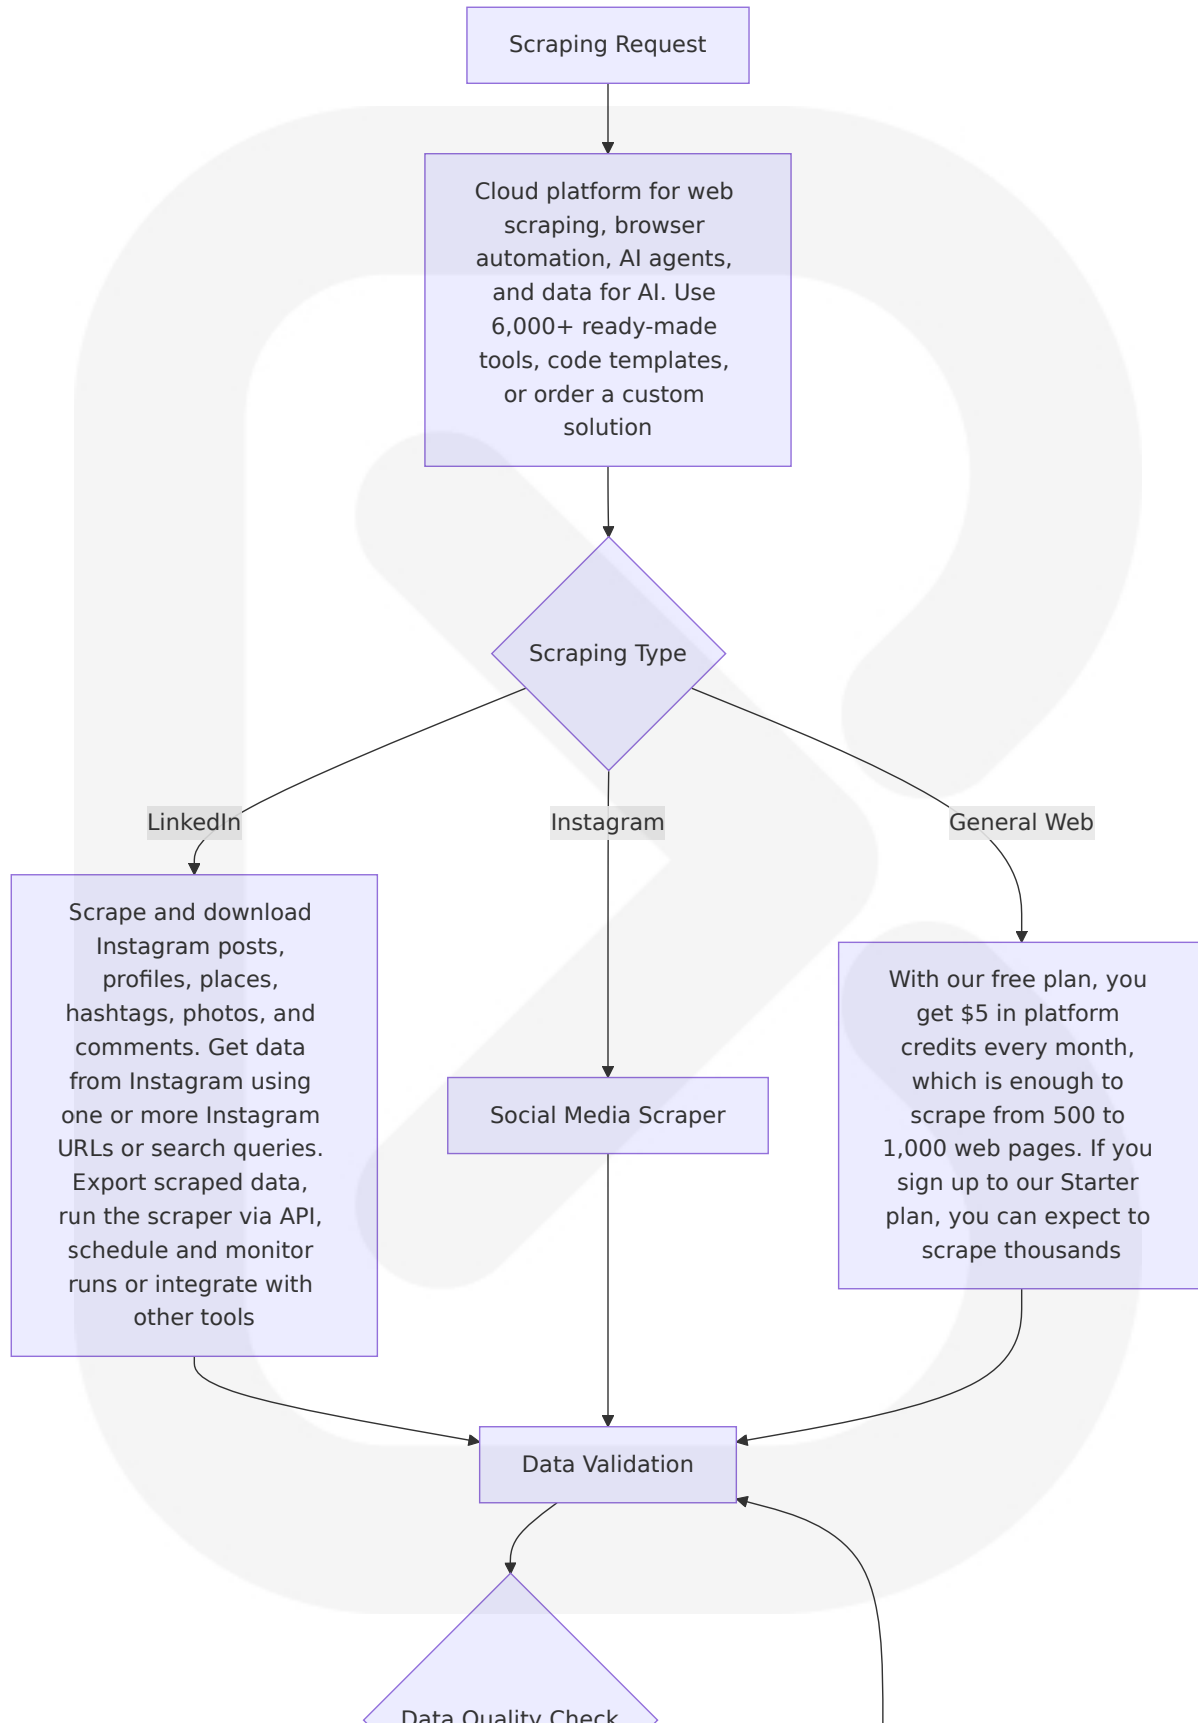 Scraping Request
Cloud platform for web
scraping, browser
automation, AI agents,
and data for AI. Use
6,000+ ready-made
tools, code templates,
or order a custom
solution
Scraping Type
LinkedIn
Instagram
General Web
Scrape and download
Instagram posts,
profiles, places,
hashtags, photos, and
comments. Get data
from Instagram using
one or more Instagram
URLs or search queries.
Export scraped data,
run the scraper via API,
schedule and monitor
runs or integrate with
other tools
Social Media Scraper
With our free plan, you
get $5 in platform
credits every month,
which is enough to
scrape from 500 to
1,000 web pages. If you
sign up to our Starter
plan, you can expect to
scrape thousands
Data Validation
Data Quality Check